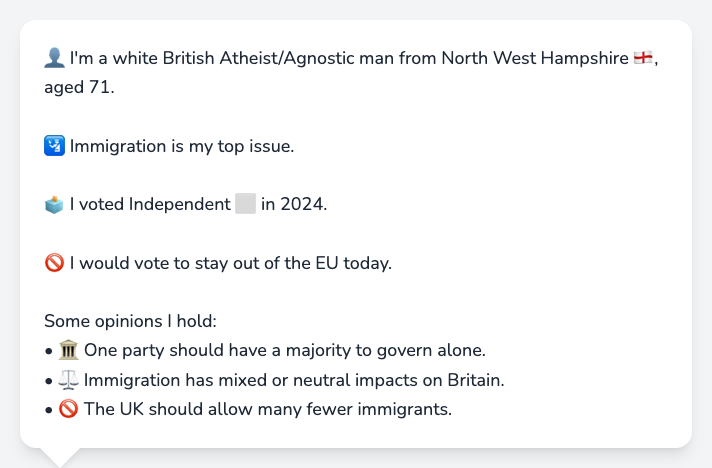 👤 I'm a white British Atheist/Agnostic man from North West Hampshire 🏴󠁧󠁢󠁥󠁮󠁧󠁿,
aged 71.
🛂 Immigration is my top issue.
🗳️ I voted Independent ⬜ in 2024.
🚫 I would vote to stay out of the EU today.
Some opinions I hold:
• 🏛️ One party should have a majority to govern alone.
• ⚖️ Immigration has mixed or neutral impacts on Britain.
• 🚫 The UK should allow many fewer immigrants.